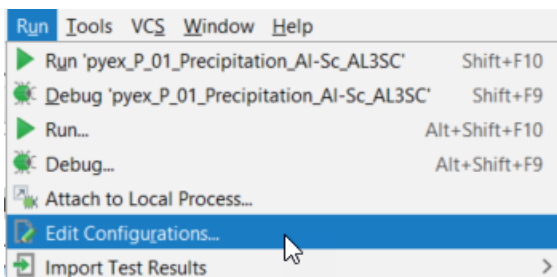 Run Tools VCS Window Help
Run 'pyex_P_01_Precipitation_Al-Sc_AL3SC' Shift+F10
Debug 'pyex_P_01_Precipitation_Al-Sc_AL3SC' Shift+F9
Run... Alt+Shift+F10
Debug... Alt+Shift+F9
Attach to Local Process...
Edit Configurations...
Import Test Results